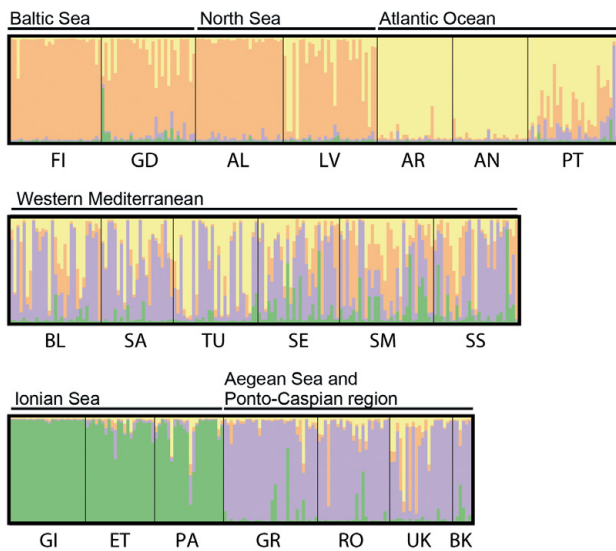 Baltic Sea North Sea Atlantic Ocean
FI GD AL LV AR AN PT
Western Mediterranean
BL SA TU SE SM SS
Ionian Sea Aegean Sea and
Ponto-Caspian region
GI ET PA GR RO UK BK